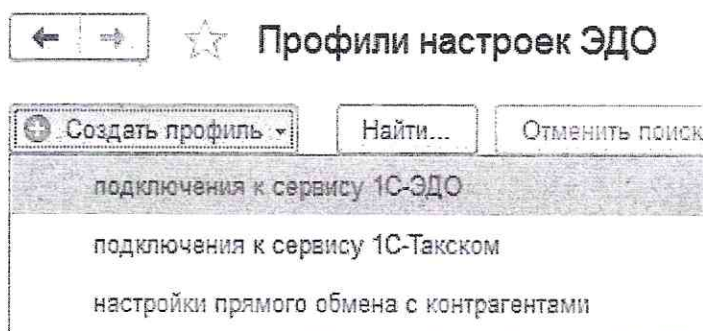 Профили настроек ЭДО
Создать профиль Найти... Отменить поиск
подключения к сервису 1С-ЭДО
подключения к сервису 1С-Такском
настройки прямого обмена с контрагентами